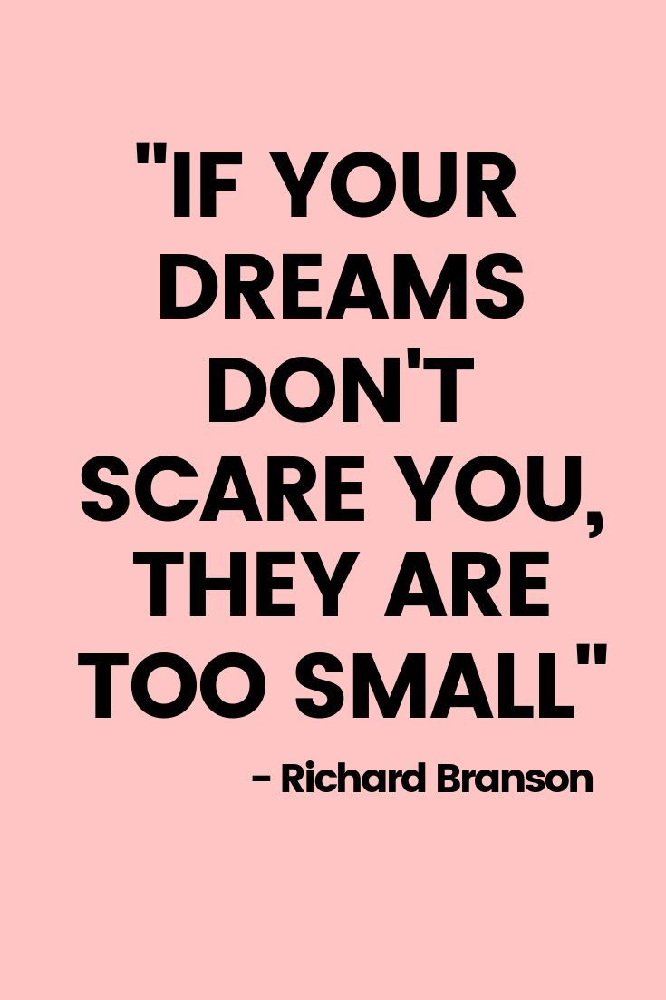 "IF YOUR
DREAMS
DON'T
SCARE YOU,
THEY ARE
TOO SMALL"
- Richard Branson